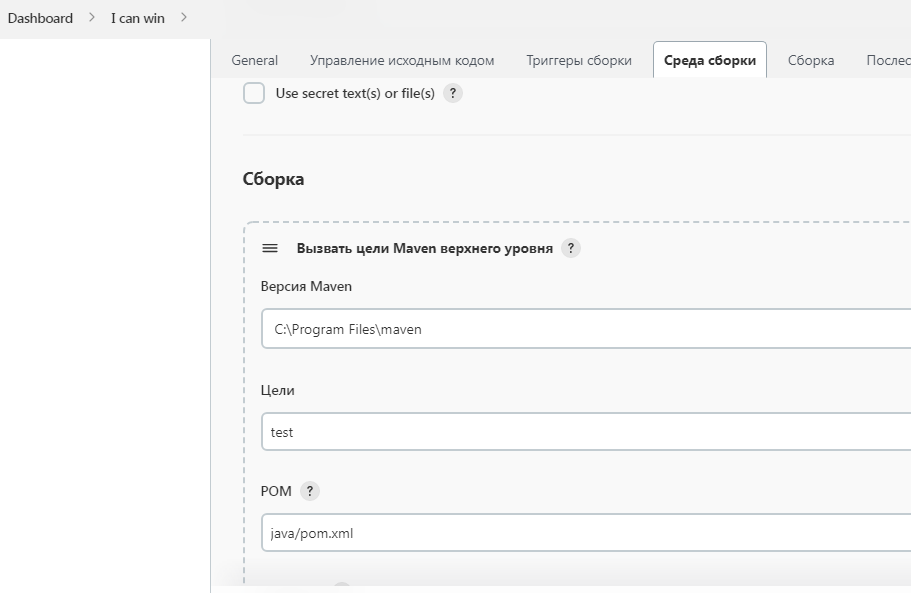 Dashboard > I can win >
General Управление исходным кодом Триггеры сборки Среда сборки Сборка Послес
Use secret text(s) or file(s) ?
Сборка
Вызвать цели Maven верхнего уровня ?
Версия Maven
C:\Program Files\maven
Цели
test
POM ?
java/pom.xml